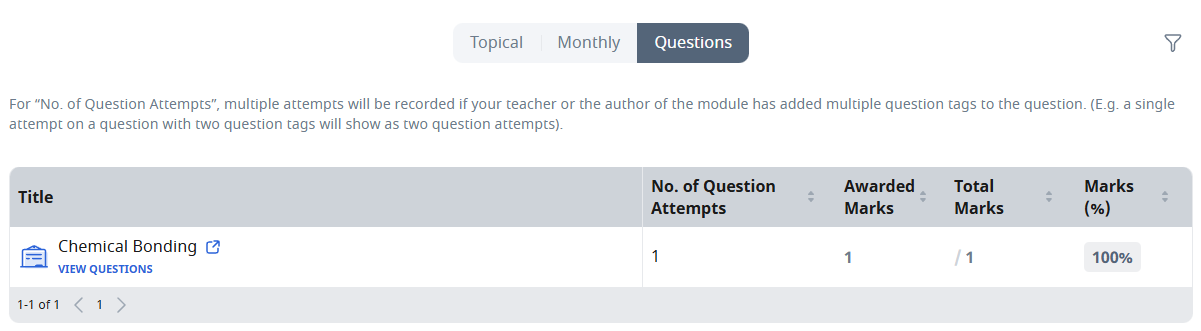 Topical Monthly Questions
For “No. of Question Attempts”, multiple attempts will be recorded if your teacher or the author of the module has added multiple question tags to the question. (E.g. a single
attempt on a question with two question tags will show as two question attempts).
Title No. of Question Attempts Awarded Marks Total Marks Marks (%)
Chemical Bonding 1 1 / 1 100%
VIEW QUESTIONS
1-1 of 1 1